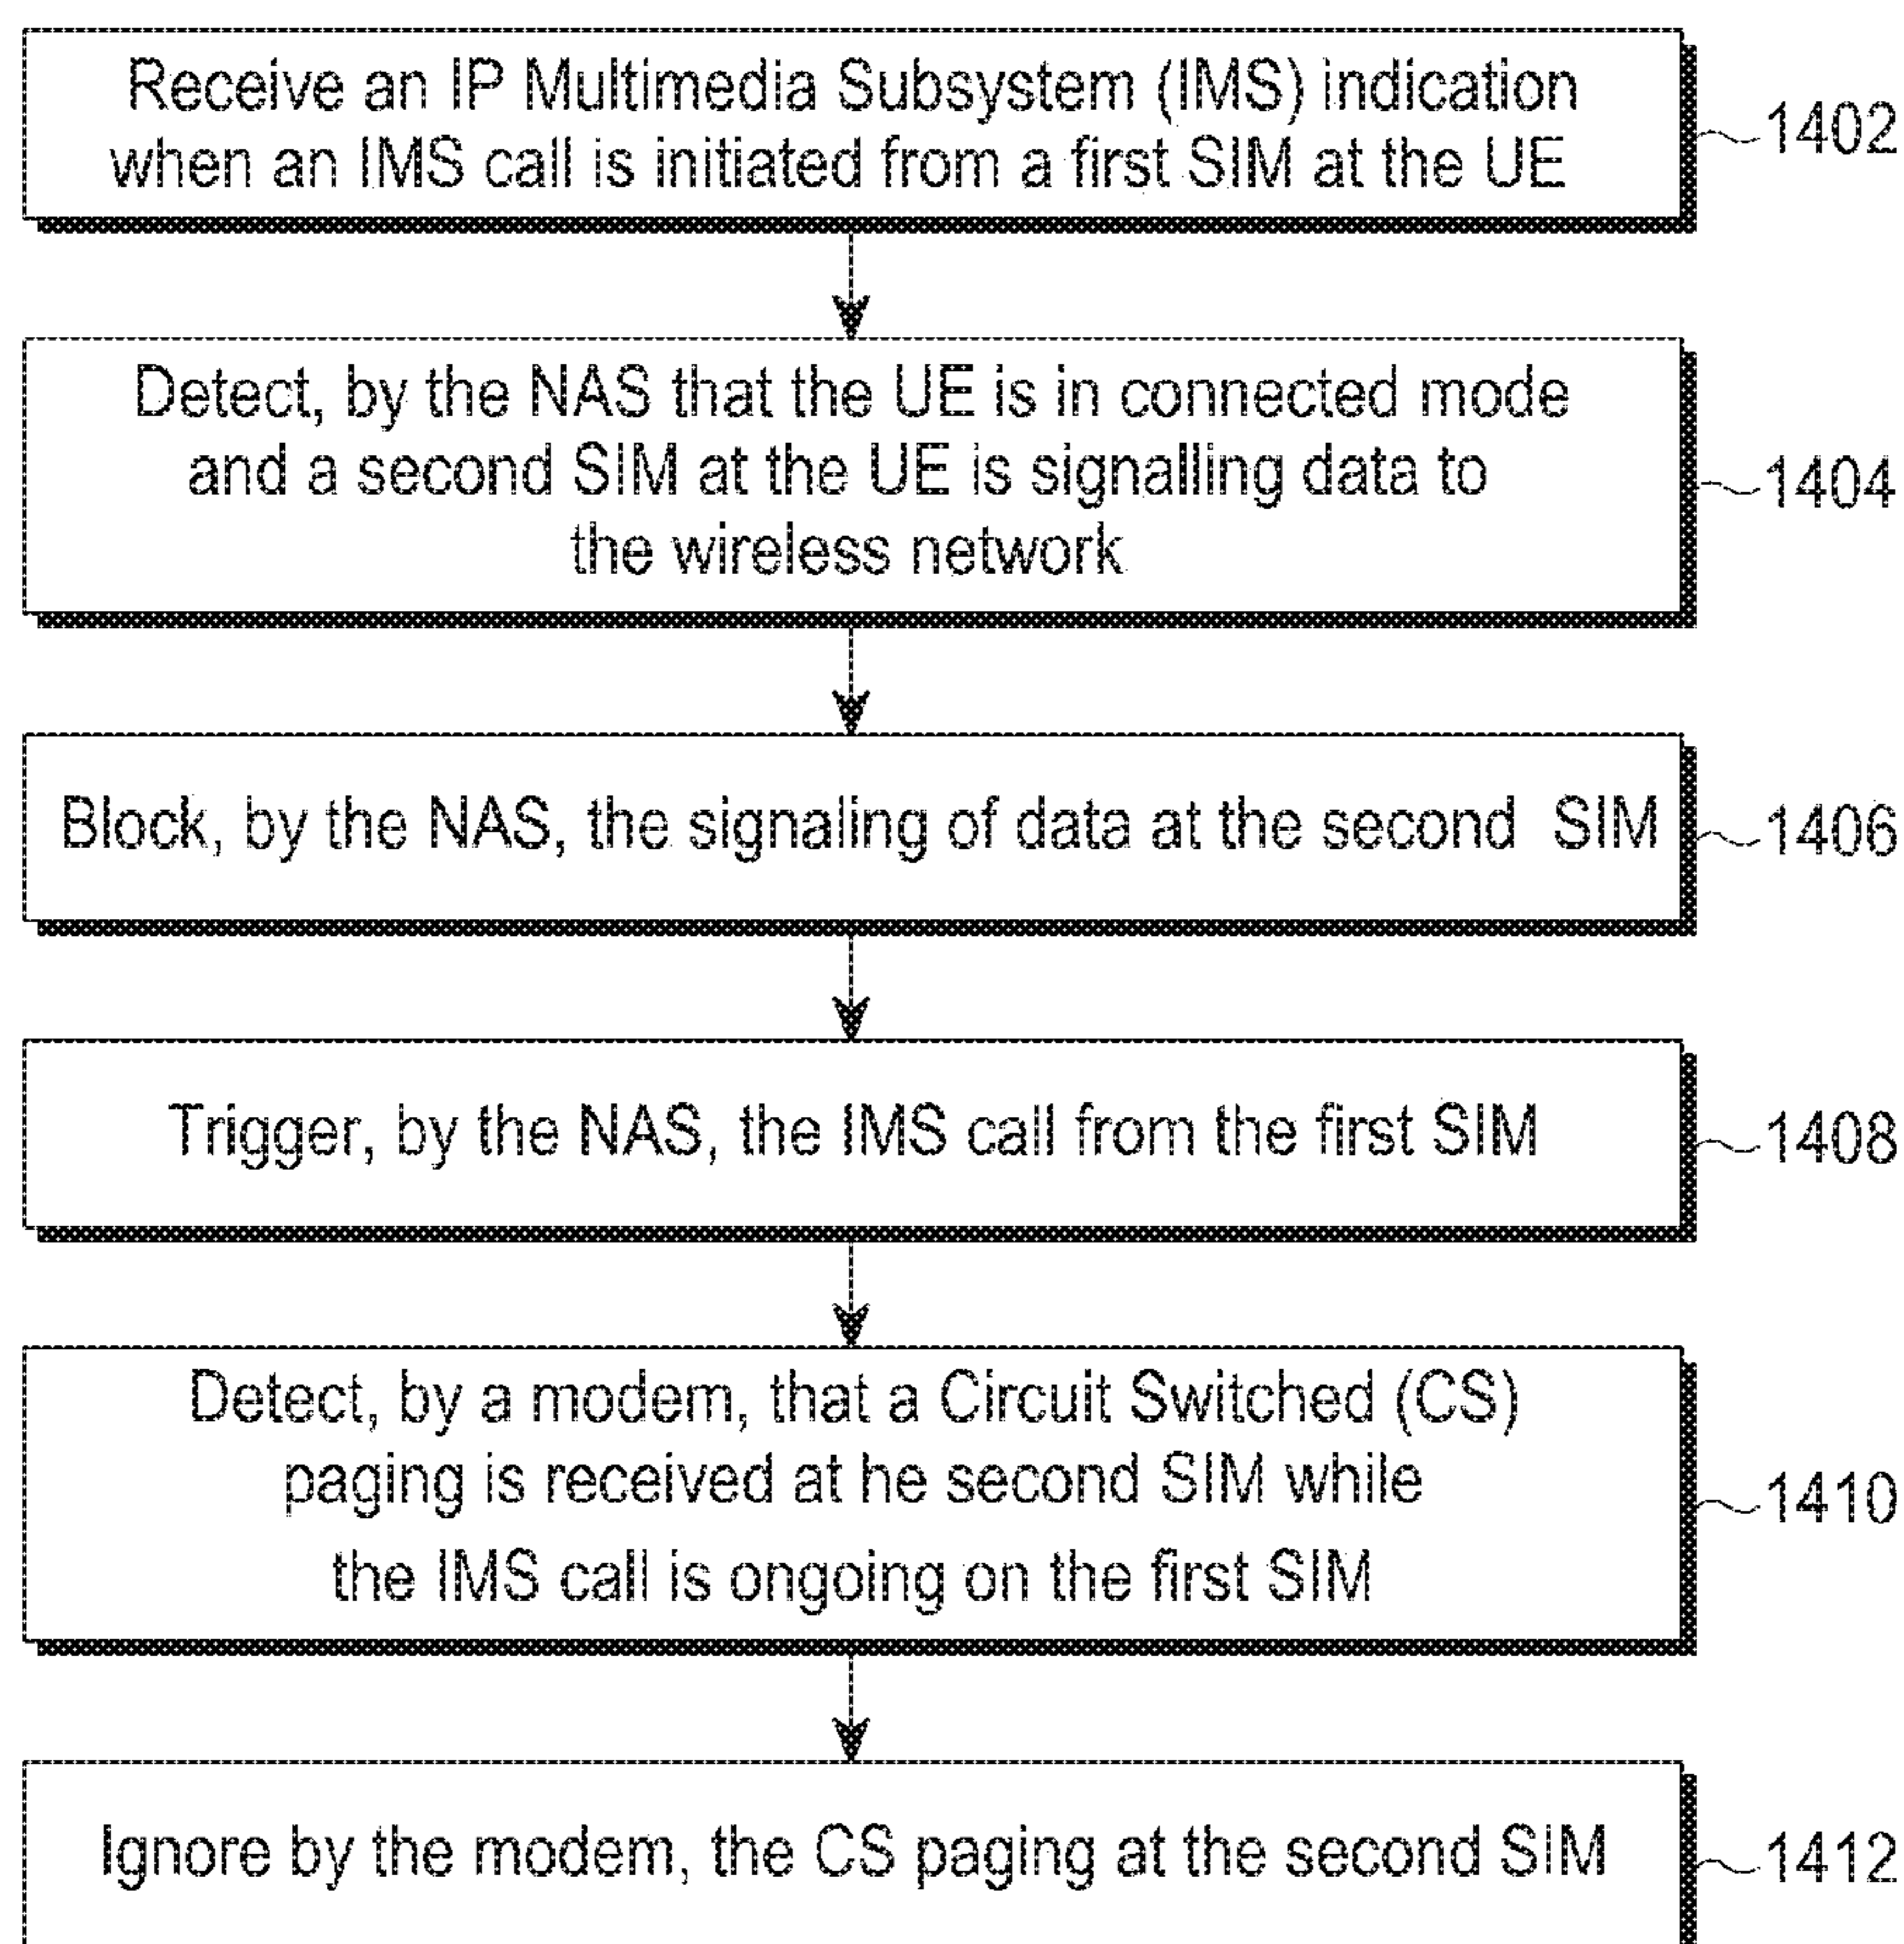 Receive an IP Multimedia Subsystem (IMS) indication
when an IMS call is initiated from a first SIM at the UE
1402
Detect, by the NAS that the UE is in connected mode
and a second SIM at the UE is signalling data to
the wireless network
1404
Block, by the NAS, the signaling of data at the second SIM
1406
Trigger, by the NAS, the IMS call from the first SIM
1408
Detect, by a modem, that a Circuit Switched (CS)
paging is received at he second SIM while
the IMS call is ongoing on the first SIM
1410
Ignore by the modem, the CS paging at the second SIM
1412